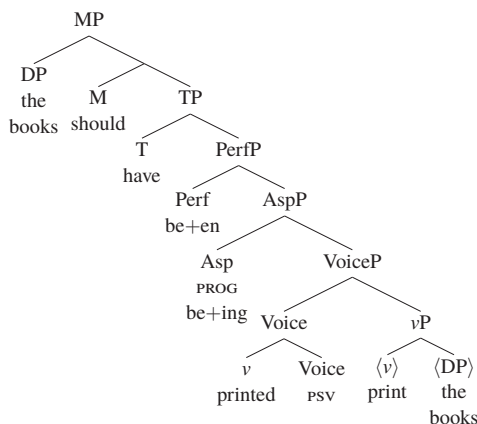 MP
DP
the
books
M
should
TP
T
have
PerfP
Perf
be+en
AspP
Asp
PROG
be+ing
VoiceP
Voice
vP
v
printed
Voice
PSV
⟨v⟩
print
⟨DP⟩
the
books